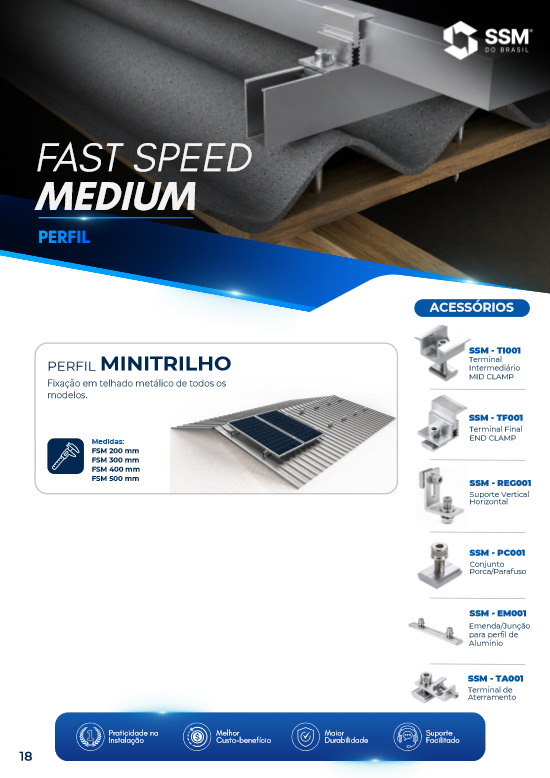 SSM®
DO BRASIL
FAST SPEED
MEDIUM
PERFIL
ACESSÓRIOS
SSM - TI001
Terminal
Intermediário
MID CLAMP
PERFIL MINITRILHO
Fixação em telhado metálico de todos os
modelos.
Medidas:
FSM 200 mm
FSM 300 mm
FSM 400 mm
FSM 500 mm
SSM - TF001
Terminal Final
END CLAMP
SSM - REG001
Suporte Vertical
Horizontal
SSM - PC001
Conjunto
Porca/Parafuso
SSM - EM001
Emenda/Junção
para perfil de
Alumínio
SSM - TA001
Terminal de
Aterramento
1
Praticidade na
Instalação
$
Melhor
Custo-benefício
Maior
Durabilidade
Suporte
Facilitado
18